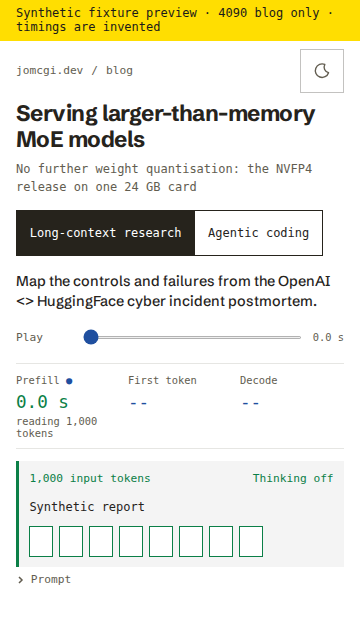 Synthetic fixture preview · 4090 blog only ·
timings are invented
jomcgi.dev / blog
Serving larger-than-memory
MoE models
No further weight quantisation: the NVFP4
release on one 24 GB card
Long-context research
Agentic coding
Map the controls and failures from the OpenAI
<> HuggingFace cyber incident postmortem.
Play
0.0 s
Prefill
First token
Decode
0.0 s
--
--
reading 1,000
tokens
1,000 input tokens
Thinking off
Synthetic report
Prompt